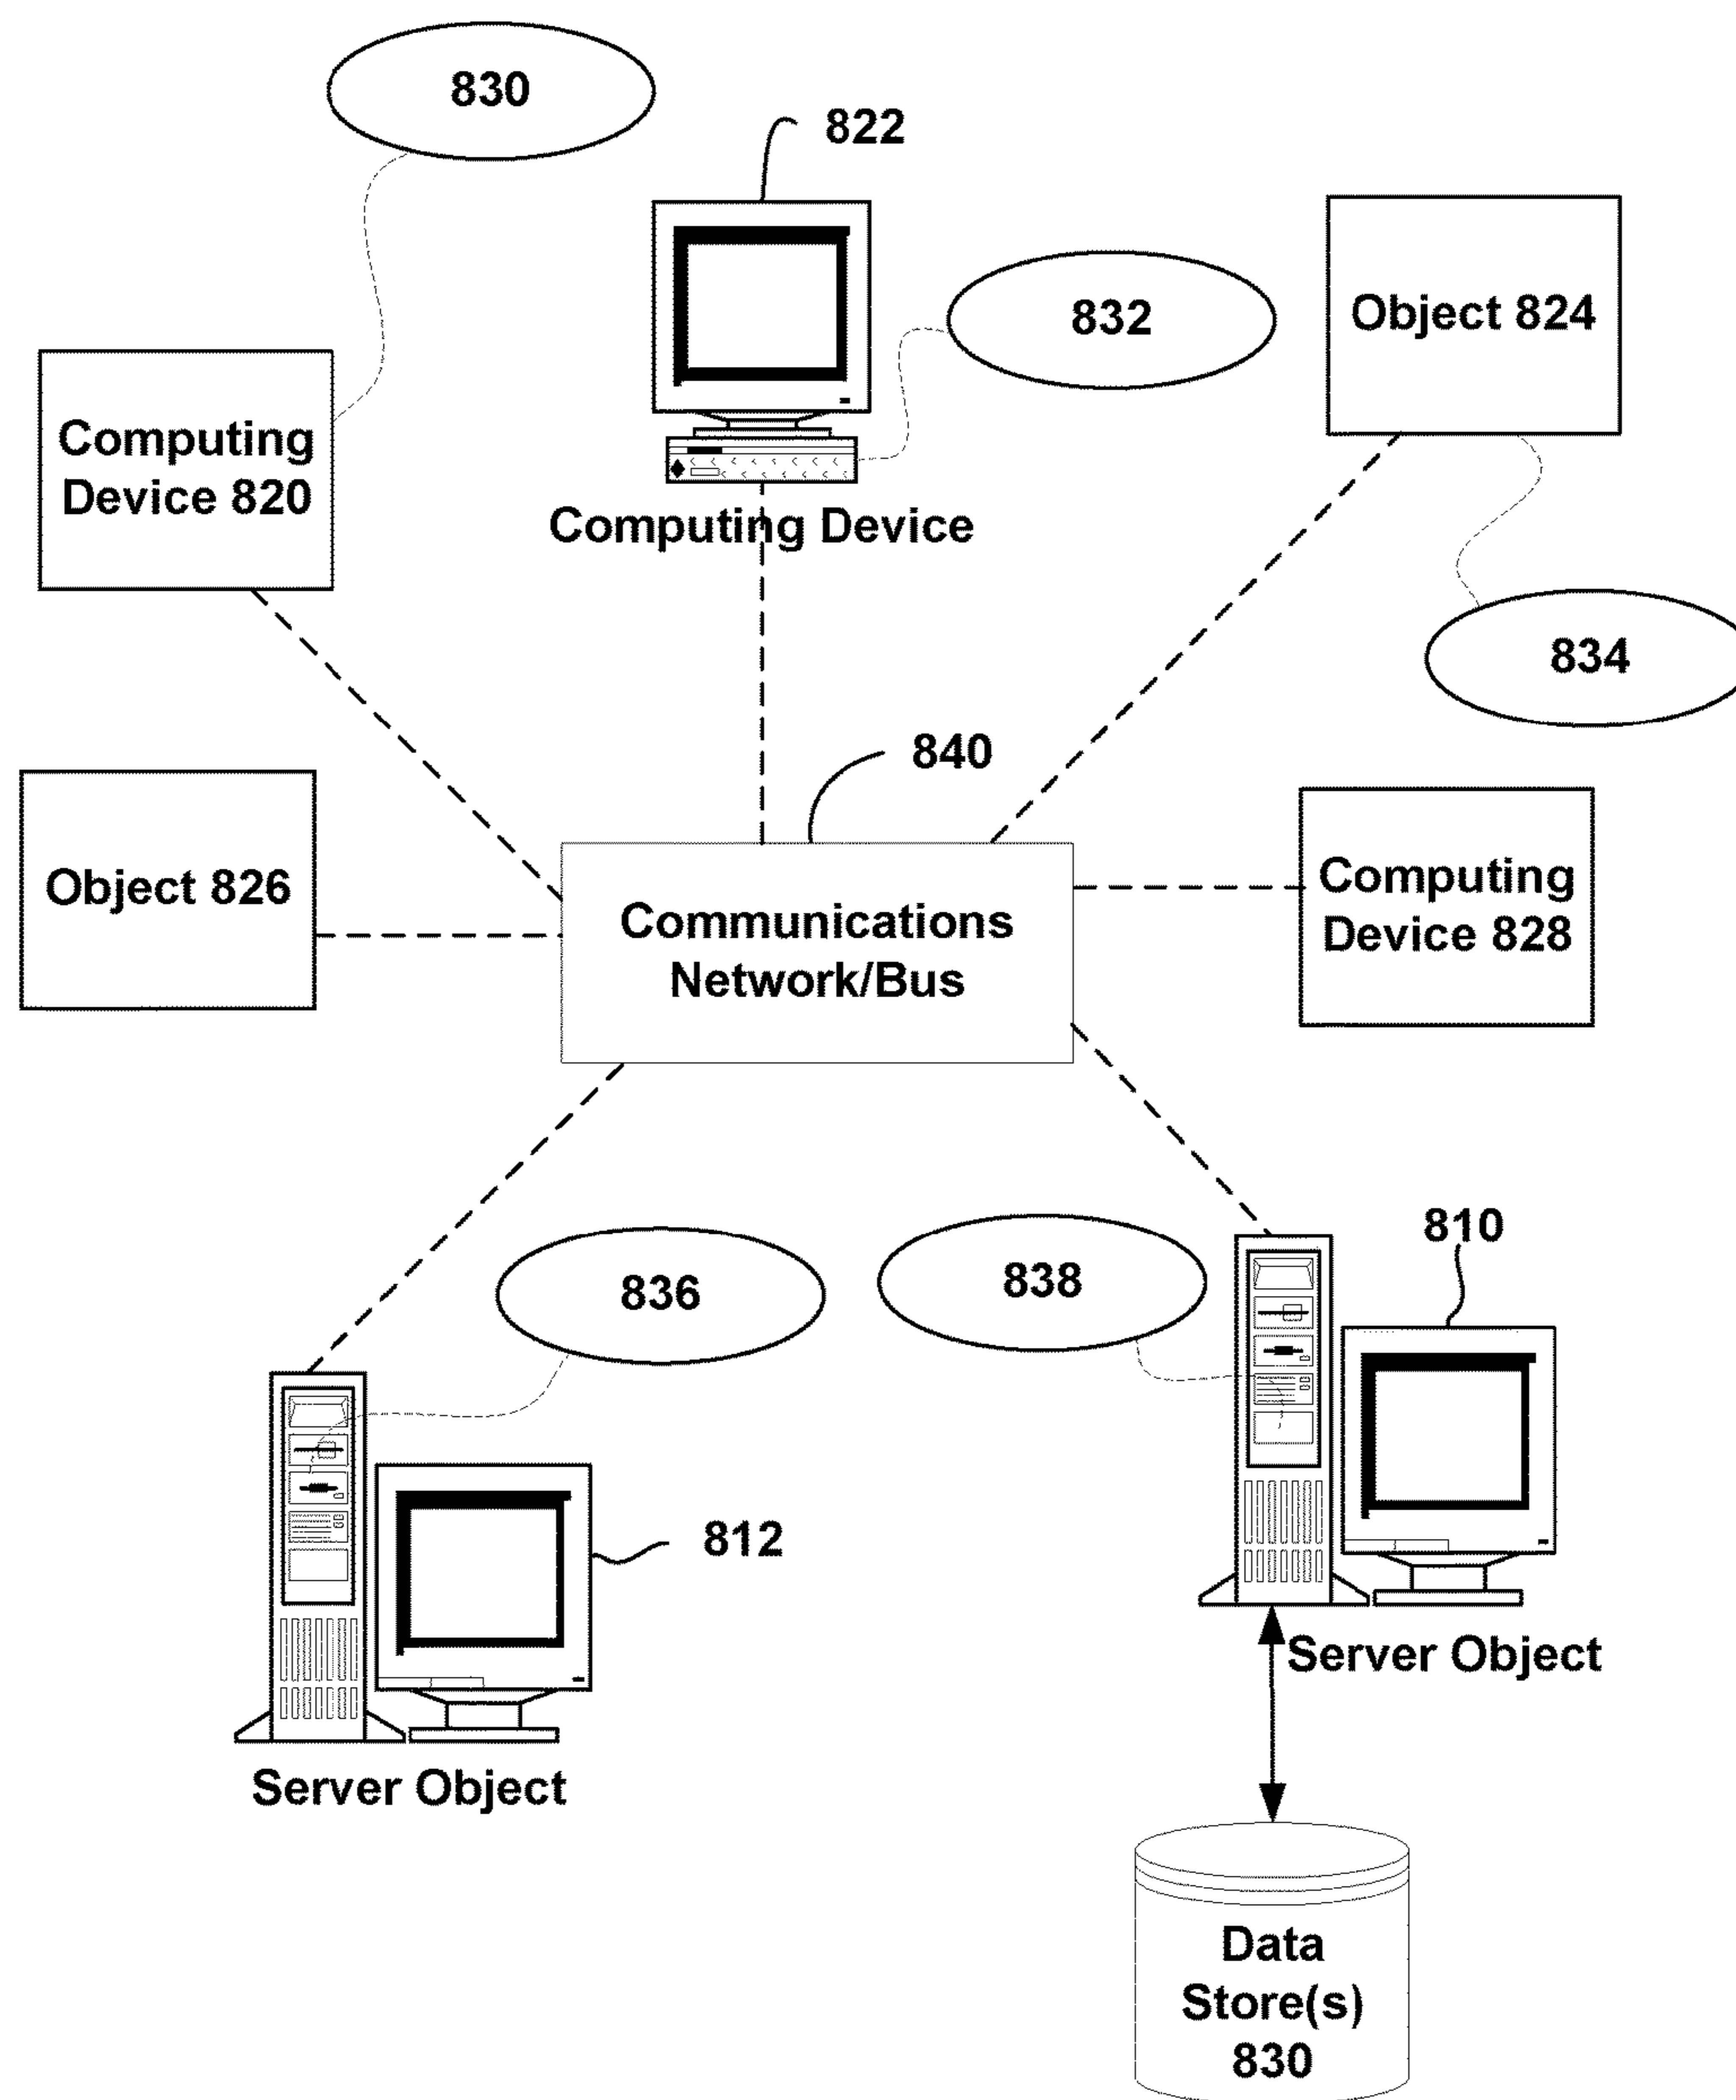 830
822
832
Object 824
Computing
Device 820
Computing Device
834
840
Object 826
Communications
Network/Bus
Computing
Device 828
836
838
810
812
Server Object
Server Object
Data
Store(s)
830